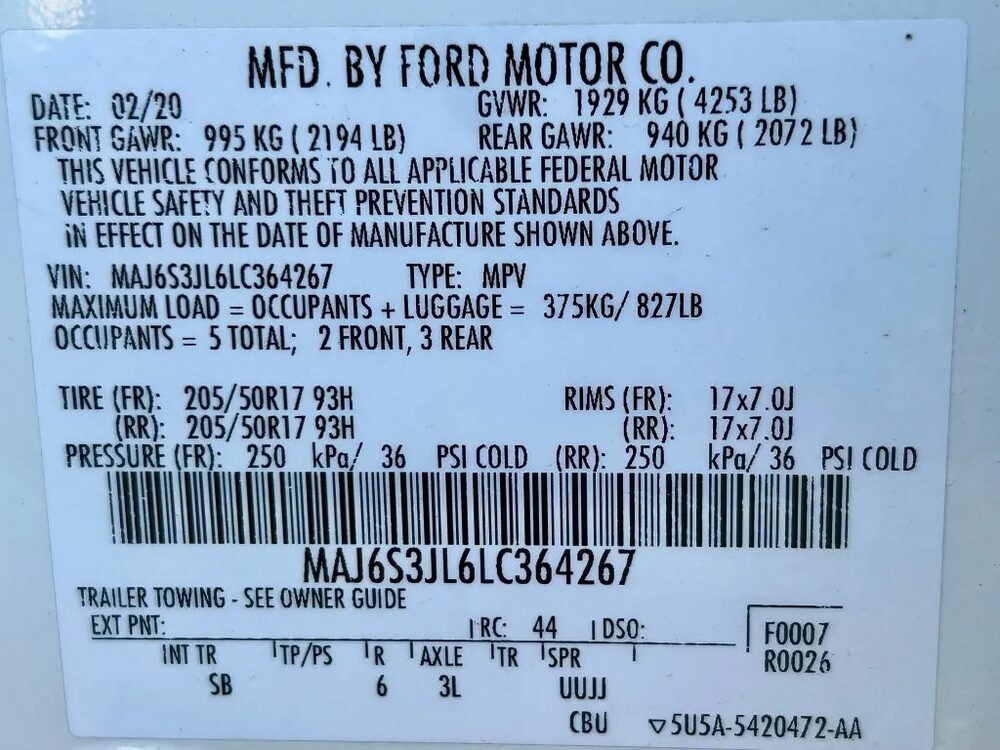 MFD. BY FORD MOTOR CO.
DATE: 02/20 GVWR: 1929 KG ( 4253 LB)
FRONT GAWR: 995 KG ( 2194 LB) REAR GAWR: 940 KG ( 2072 LB)
THIS VEHICLE CONFORMS TO ALL APPLICABLE FEDERAL MOTOR
VEHICLE SAFETY AND THEFT PREVENTION STANDARDS
IN EFFECT ON THE DATE OF MANUFACTURE SHOWN ABOVE.
VIN: MAJ6S3JL6LC364267 TYPE: MPV
MAXIMUM LOAD = OCCUPANTS + LUGGAGE = 375KG/ 827LB
OCCUPANTS = 5 TOTAL; 2 FRONT, 3 REAR
TIRE (FR): 205/50R17 93H RIMS (FR): 17x7.0J
(RR): 205/50R17 93H (RR): 17x7.0J
PRESSURE (FR): 250 kPa/ 36 PSI COLD (RR): 250 kPa/ 36 PSI COLD
MAJ6S3JL6LC364267
TRAILER TOWING - SEE OWNER GUIDE
EXT PNT: RC: 44 DSO: F0007
INT TR TP/PS R AXLE TR SPR R0026
SB 6 3L UUJJ
CBU ▽5U5A-5420472-AA